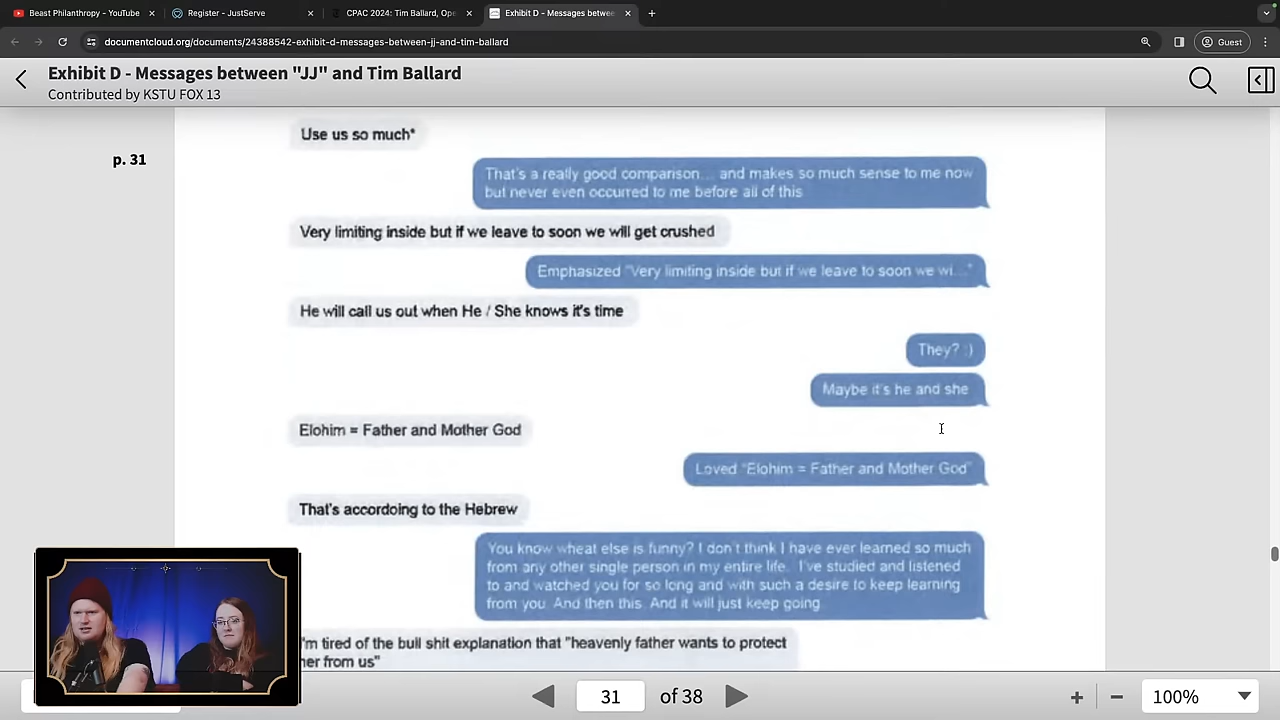 Beast Philanthropy - YouTube
Register - JustServe
CPAC 2024: Tim Ballard, Ope
Exhibit D - Messages betwee
documentcloud.org/documents/24388542-exhibit-d-messages-between-jj-and-tim-ballard
Guest
Exhibit D - Messages between "JJ" and Tim Ballard
Contributed by KSTU FOX 13
p. 31
Use us so much*
That's a really good comparison... and makes so much sense to me now
but never even occurred to me before all of this
Very limiting inside but if we leave to soon we will get crushed
Emphasized "Very limiting inside but if we leave to soon we wi..."
He will call us out when He / She knows it's time
They? :)
Maybe it's he and she
Elohim = Father and Mother God
Loved "Elohim = Father and Mother God"
That's accordoing to the Hebrew
You know wheat else is funny? I don't think I have ever learned so much
from any other single person in my entire life. I've studied and listened
to and watched you for so long and with such a desire to keep learning
from you. And then this. And it will just keep going
'm tired of the bull shit explanation that "heavenly father wants to protect
her from us"
31 of 38
100%